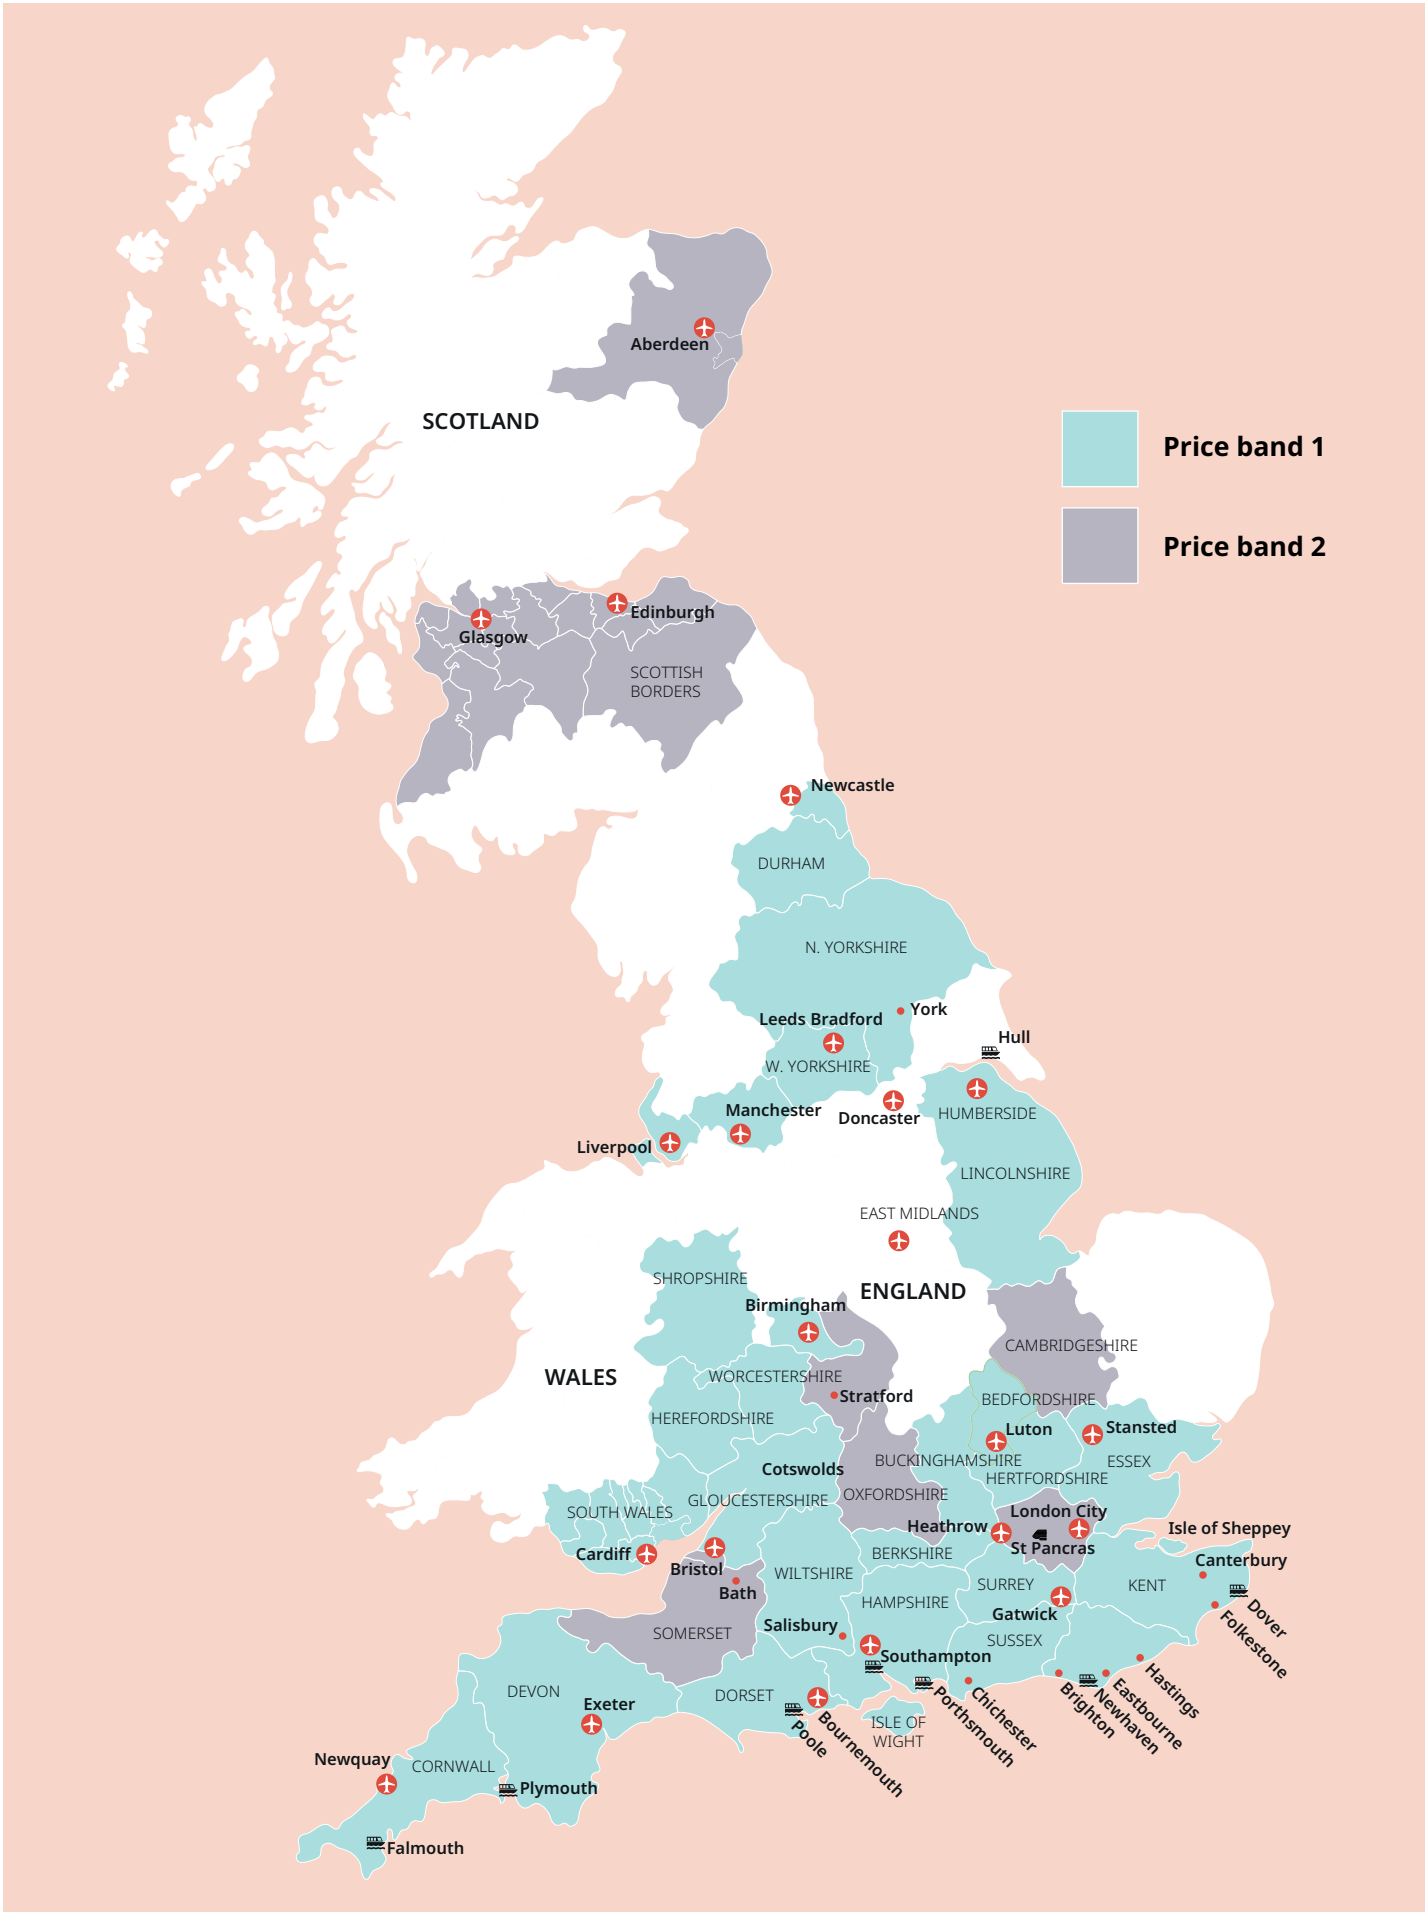 Aberdeen
SCOTLAND
Price band 1
Price band 2
Edinburgh
Glasgow
SCOTTISH
BORDERS
Newcastle
DURHAM
N. YORKSHIRE
York
Leeds Bradford
Hull
W. YORKSHIRE
Manchester
Doncaster
HUMBERSIDE
Liverpool
LINCOLNSHIRE
EAST MIDLANDS
SHROPSHIRE
ENGLAND
Birmingham
CAMBRIDGESHIRE
WALES
WORCESTERSHIRE
Stratford
BEDFORDSHIRE
HEREFORDSHIRE
Luton
Stansted
BUCKINGHAMSHIRE
ESSEX
Cotswolds
HERTFORDSHIRE
OXFORDSHIRE
GLOUCESTERSHIRE
SOUTH WALES
London City
Heathrow
Isle of Sheppey
St Pancras
Cardiff
BERKSHIRE
Canterbury
Bristol
WILTSHIRE
SURREY
KENT
Bath
HAMPSHIRE
Gatwick
Dover
Folkestone
Salisbury
SOMERSET
SUSSEX
Southampton
Hastings
Eastbourne
Newhaven
Brighton
Chichester
Porthsmouth
DEVON
DORSET
Exeter
Poole
Bournemouth
ISLE OF
WIGHT
Newquay
CORNWALL
Plymouth
Falmouth